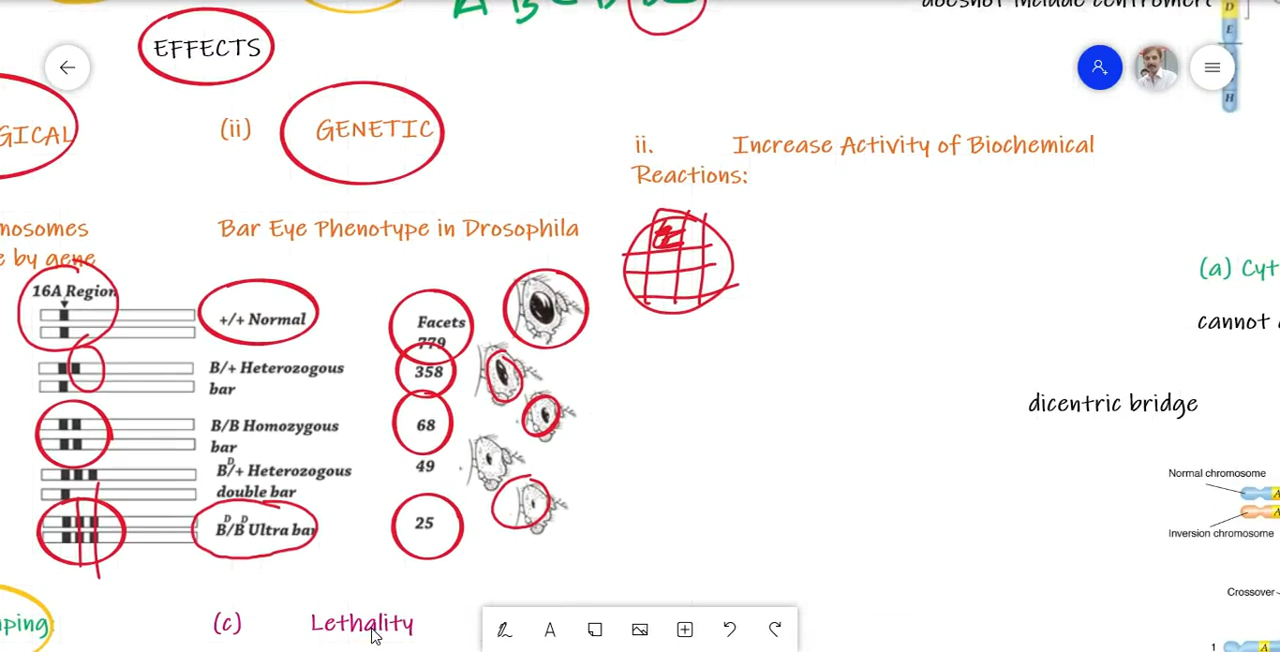 A B C D
doesnot include centromere
D
E
H
EFFECTS
GICAL
(ii) GENETIC
ii. Increase Activity of Biochemical
Reactions:
nosomes
e by gene
Bar Eye Phenotype in Drosophila
16A Region
+/+ Normal
Facets
779
B/+ Heterozogous
bar
358
B/B Homozygous
bar
68
B D/+ Heterozogous
double bar
49
B D/B D Ultra bar
25
(a) Cyt
cannot
dicentric bridge
Normal chromosome
A
A
Inversion chromosome
Crossover
1
A
ping
(c) Lethality
A